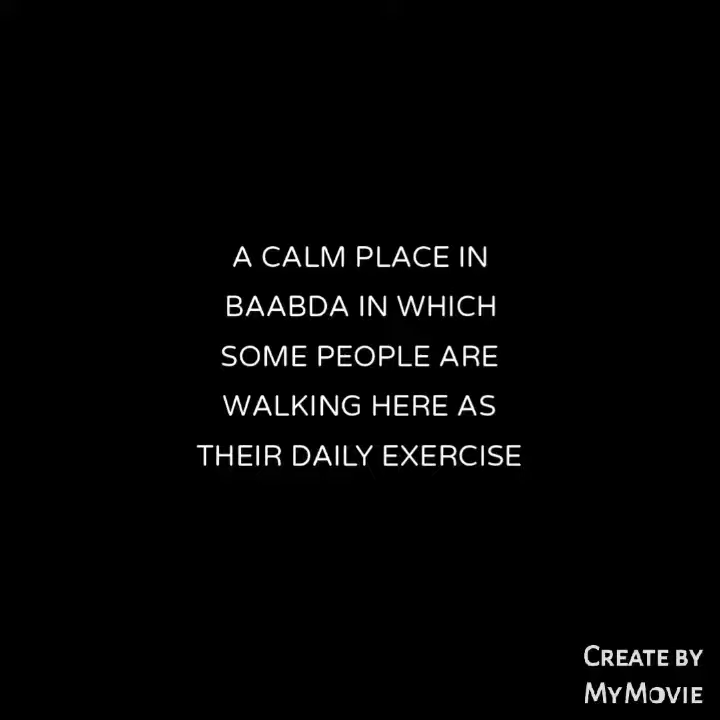 A CALM PLACE IN
BAABDA IN WHICH
SOME PEOPLE ARE
WALKING HERE AS
THEIR DAILY EXERCISE
CREATE BY
MYMOVIE